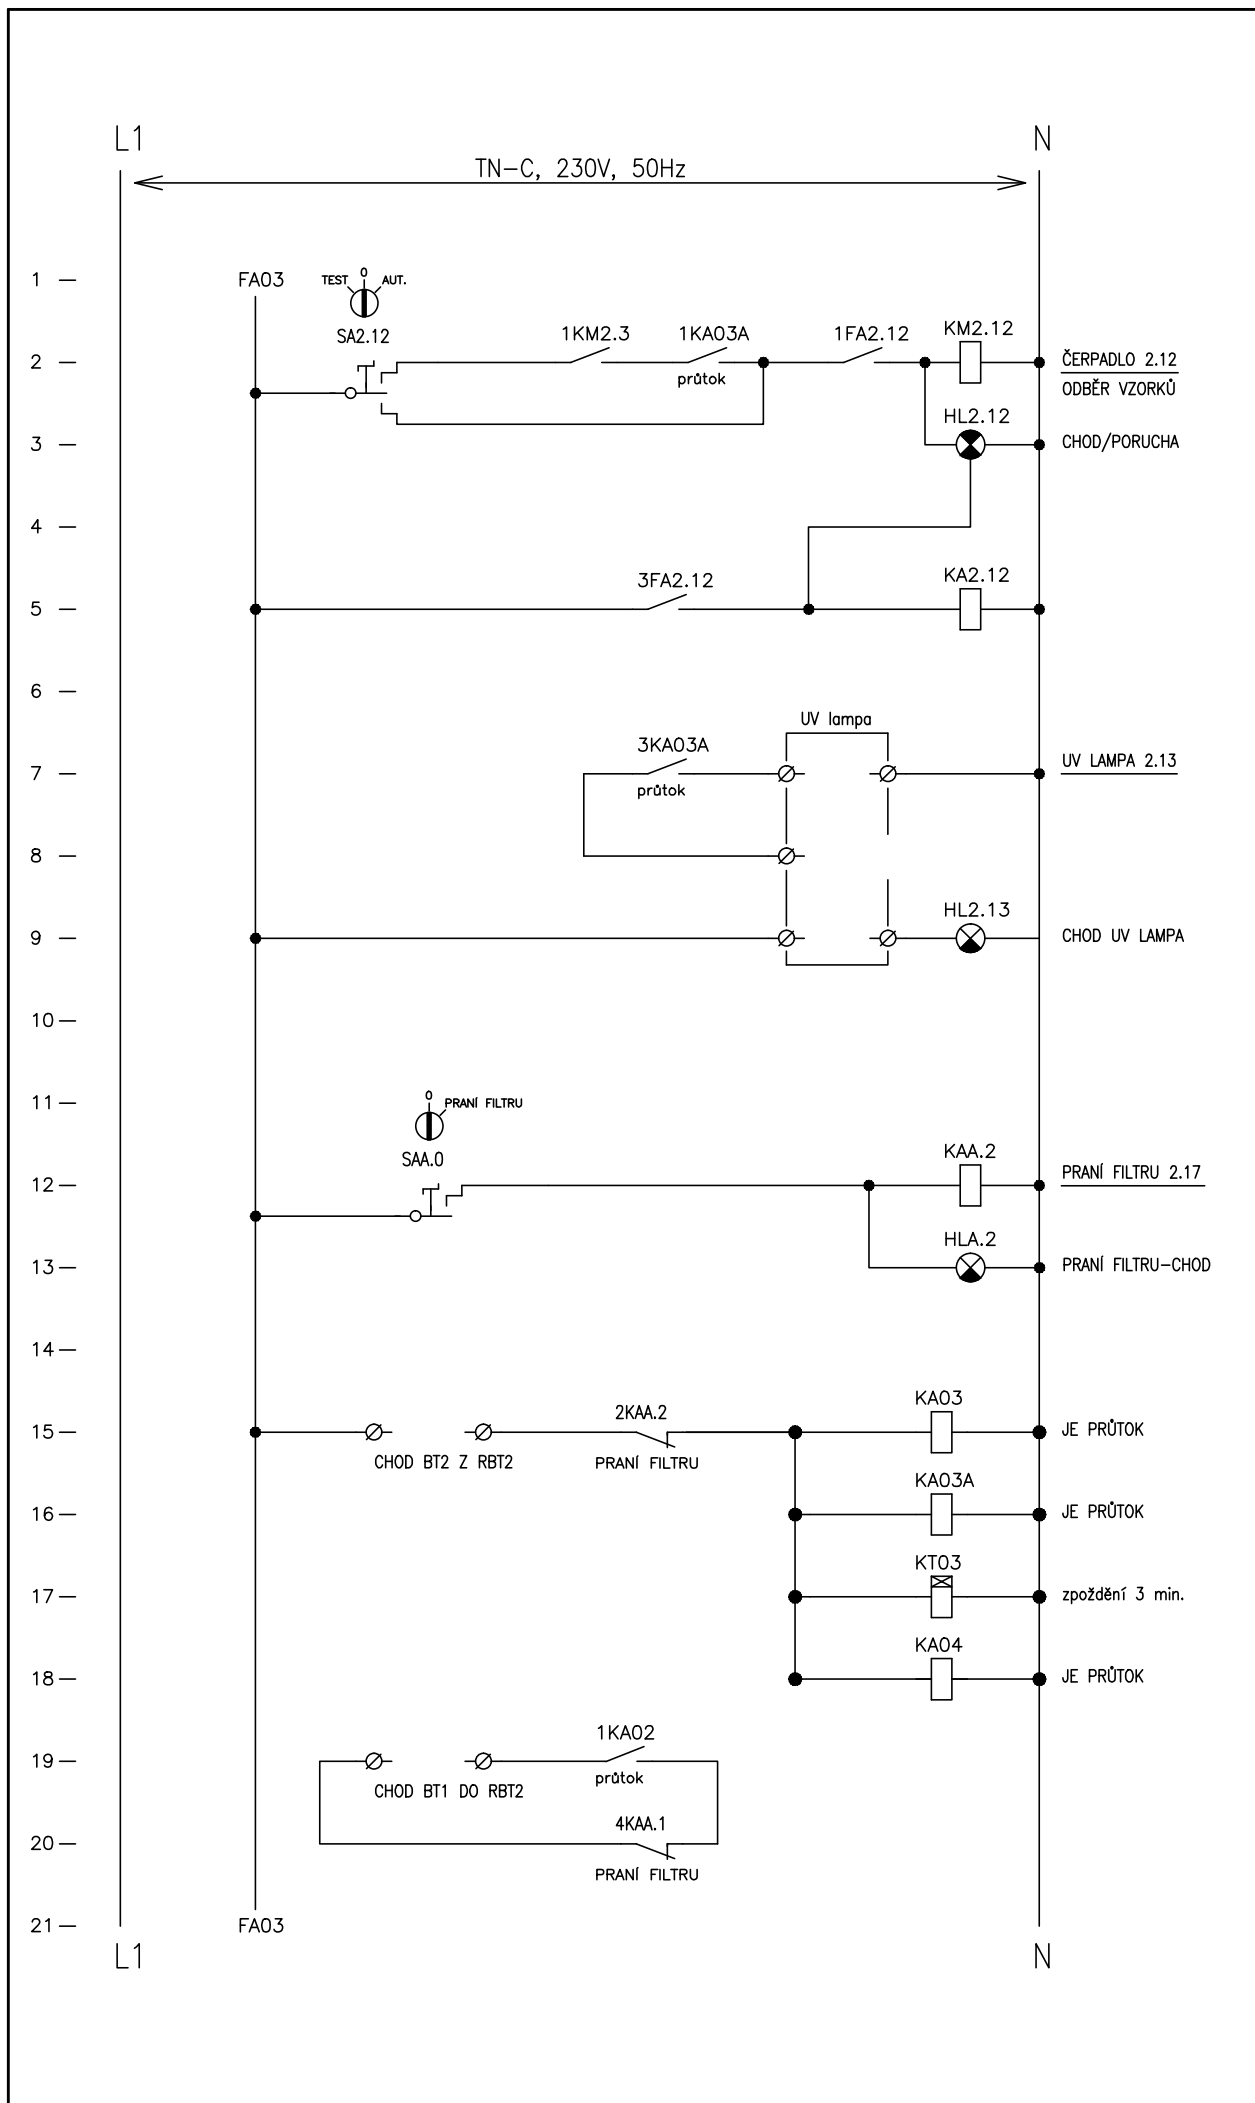 L1
N
TN-C, 230V, 50Hz
1
FA03
TEST 0 AUT.
SA2.12
1KM2.3
1KA03A
průtok
1FA2.12
KM2.12
2
ČERPADLO 2.12
ODBĚR VZORKŮ
HL2.12
3
CHOD/PORUCHA
4
3FA2.12
KA2.12
5
6
UV lampa
3KA03A
průtok
7
UV LAMPA 2.13
8
HL2.13
9
CHOD UV LAMPA
10
11
0 PRANÍ FILTRU
SAA.0
KAA.2
12
PRANÍ FILTRU 2.17
HLA.2
13
PRANÍ FILTRU-CHOD
14
KA03
2KAA.2
15
JE PRŮTOK
CHOD BT2 Z RBT2
PRANÍ FILTRU
KA03A
16
JE PRŮTOK
KT03
17
zpoždění 3 min.
KA04
18
JE PRŮTOK
1KA02
19
průtok
CHOD BT1 DO RBT2
4KAA.1
20
PRANÍ FILTRU
21
FA03
L1
N